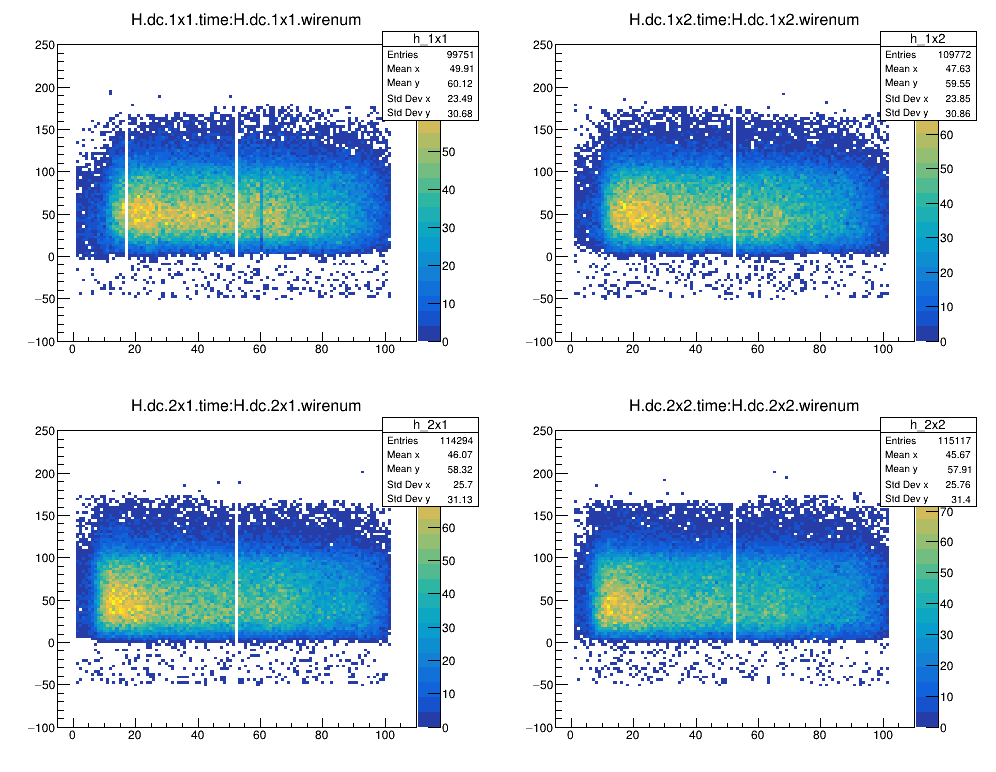 H.dc.1x1.time:H.dc.1x1.wirenum
h_1x1
Entries 99751
Mean x 49.91
Mean y 60.12
Std Dev x 23.49
Std Dev y 30.68
250
200
150
100
50
0
−50
−100
0 20 40 60 80 100
50
40
30
20
10
0
H.dc.1x2.time:H.dc.1x2.wirenum
h_1x2
Entries 109772
Mean x 47.63
Mean y 59.55
Std Dev x 23.85
Std Dev y 30.86
250
200
150
100
50
0
−50
−100
0 20 40 60 80 100
60
50
40
30
20
10
0
H.dc.2x1.time:H.dc.2x1.wirenum
h_2x1
Entries 114294
Mean x 46.07
Mean y 58.32
Std Dev x 25.7
Std Dev y 31.13
250
200
150
100
50
0
−50
−100
0 20 40 60 80 100
60
50
40
30
20
10
0
H.dc.2x2.time:H.dc.2x2.wirenum
h_2x2
Entries 115117
Mean x 45.67
Mean y 57.91
Std Dev x 25.76
Std Dev y 31.4
250
200
150
100
50
0
−50
−100
0 20 40 60 80 100
70
60
50
40
30
20
10
0